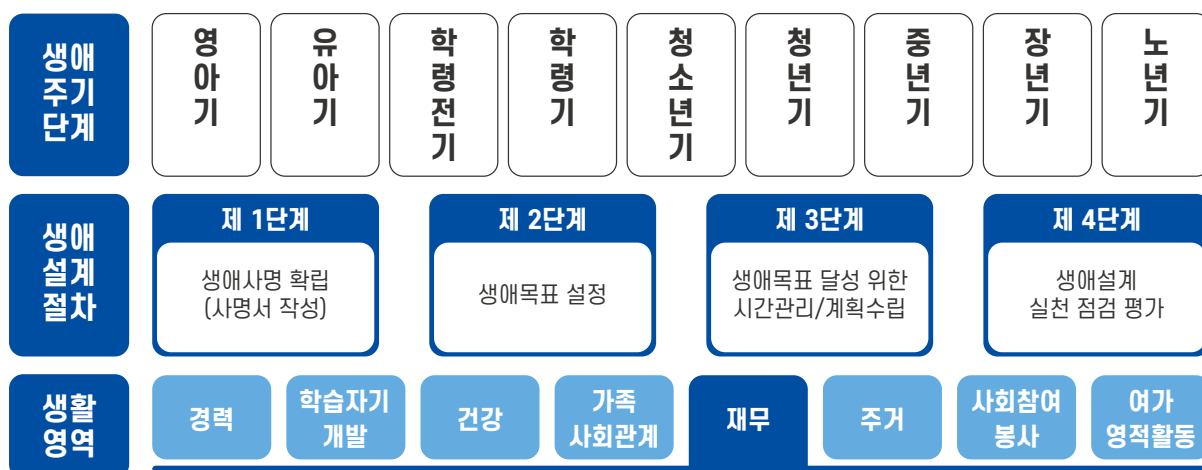 생애
주기
단계
영아기
유아기
학령전기
학령기
청소년기
청년기
중년기
장년기
노년기
생애
설계
절차
제 1단계
생애사명 확립
(사명서 작성)
제 2단계
생애목표 설정
제 3단계
생애목표 달성 위한
시간관리/계획수립
제 4단계
생애설계
실천 점검 평가
생활
영역
경력
학습자기
개발
건강
가족
사회관계
재무
주거
사회참여
봉사
여가
영적활동